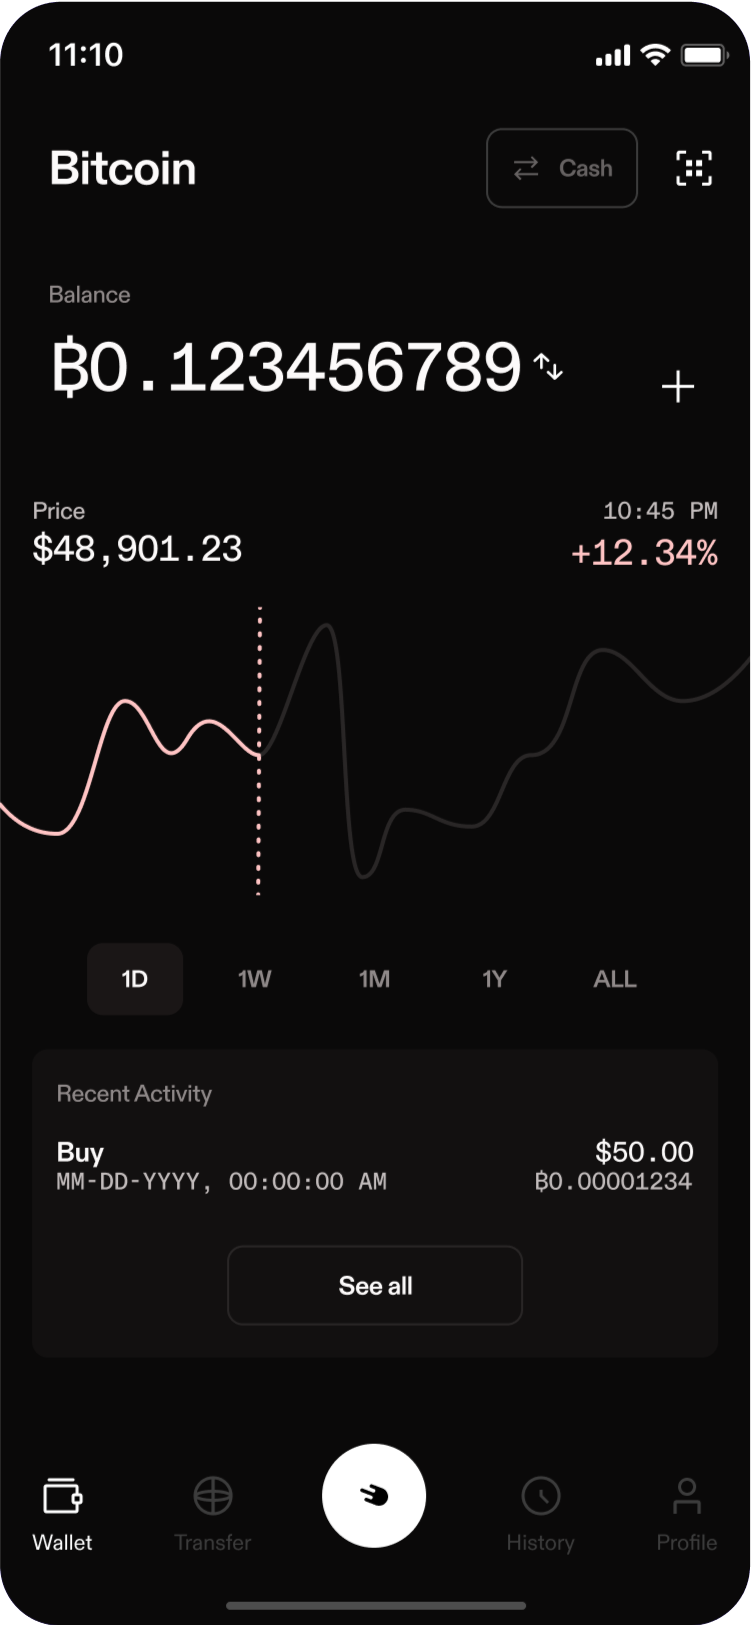 11:10
Bitcoin
Cash
Balance
₿0.123456789
Price
10:45 PM
$48,901.23
+12.34%
1D 1W 1M 1Y ALL
Recent Activity
Buy
$50.00
MM-DD-YYYY, 00:00:00 AM
₿0.00001234
See all
Wallet Transfer History Profile